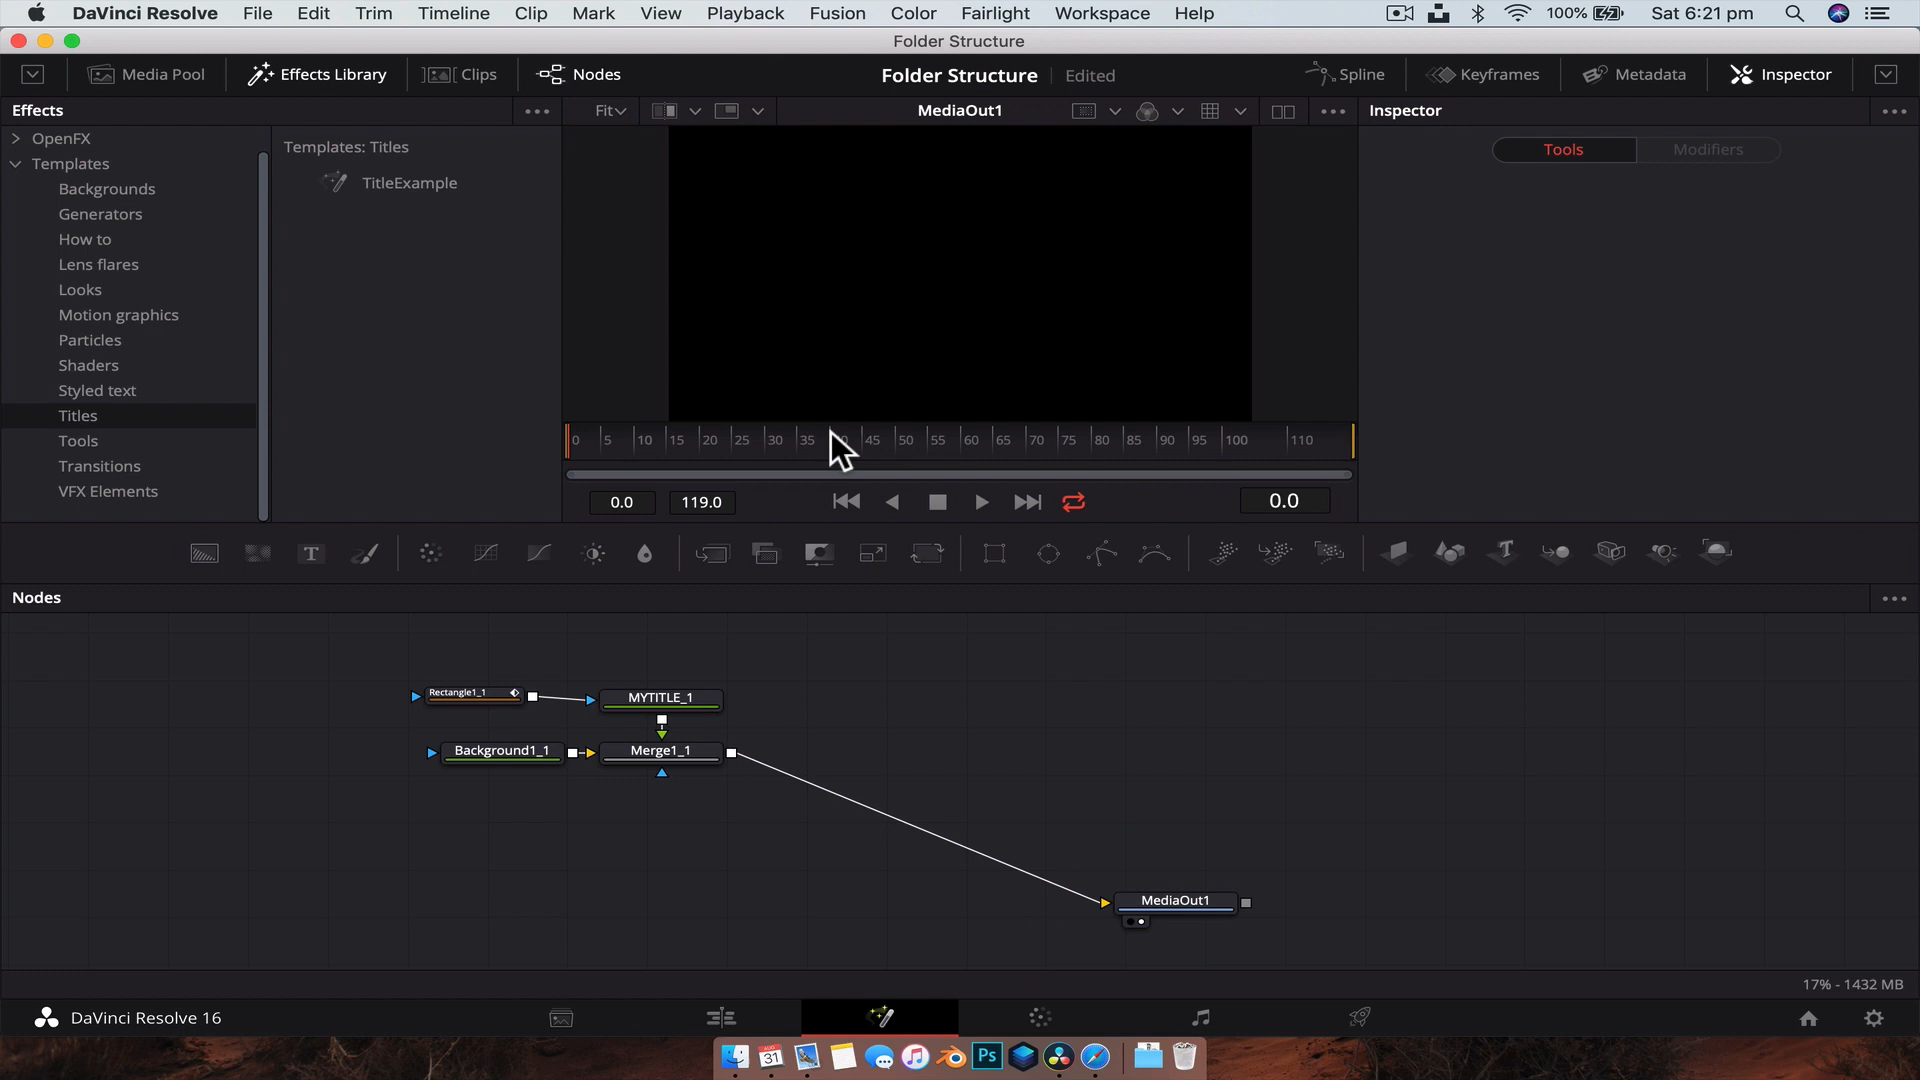 DaVinci Resolve File Edit Trim Timeline Clip Mark View Playback Fusion Color Fairlight Workspace Help 100% Sat 6:21 pm
Folder Structure
Media Pool Effects Library Clips Nodes Folder Structure Edited Spline Keyframes Metadata Inspector
Effects Fit MediaOut1 Inspector
OpenFX
Templates
Backgrounds
Generators
How to
Lens flares
Looks
Motion graphics
Particles
Shaders
Styled text
Titles
Tools
Transitions
VFX Elements
Templates: Titles
TitleExample
Tools Modifiers
0 5 10 15 20 25 30 35 45 50 55 60 65 70 75 80 85 90 95 100 110
0.0 119.0 0.0
T T
Nodes
Rectangle1_1 MYTITLE_1
Background1_1 Merge1_1
MediaOut1
17% - 1432 MB
DaVinci Resolve 16
AUG
31
Ps